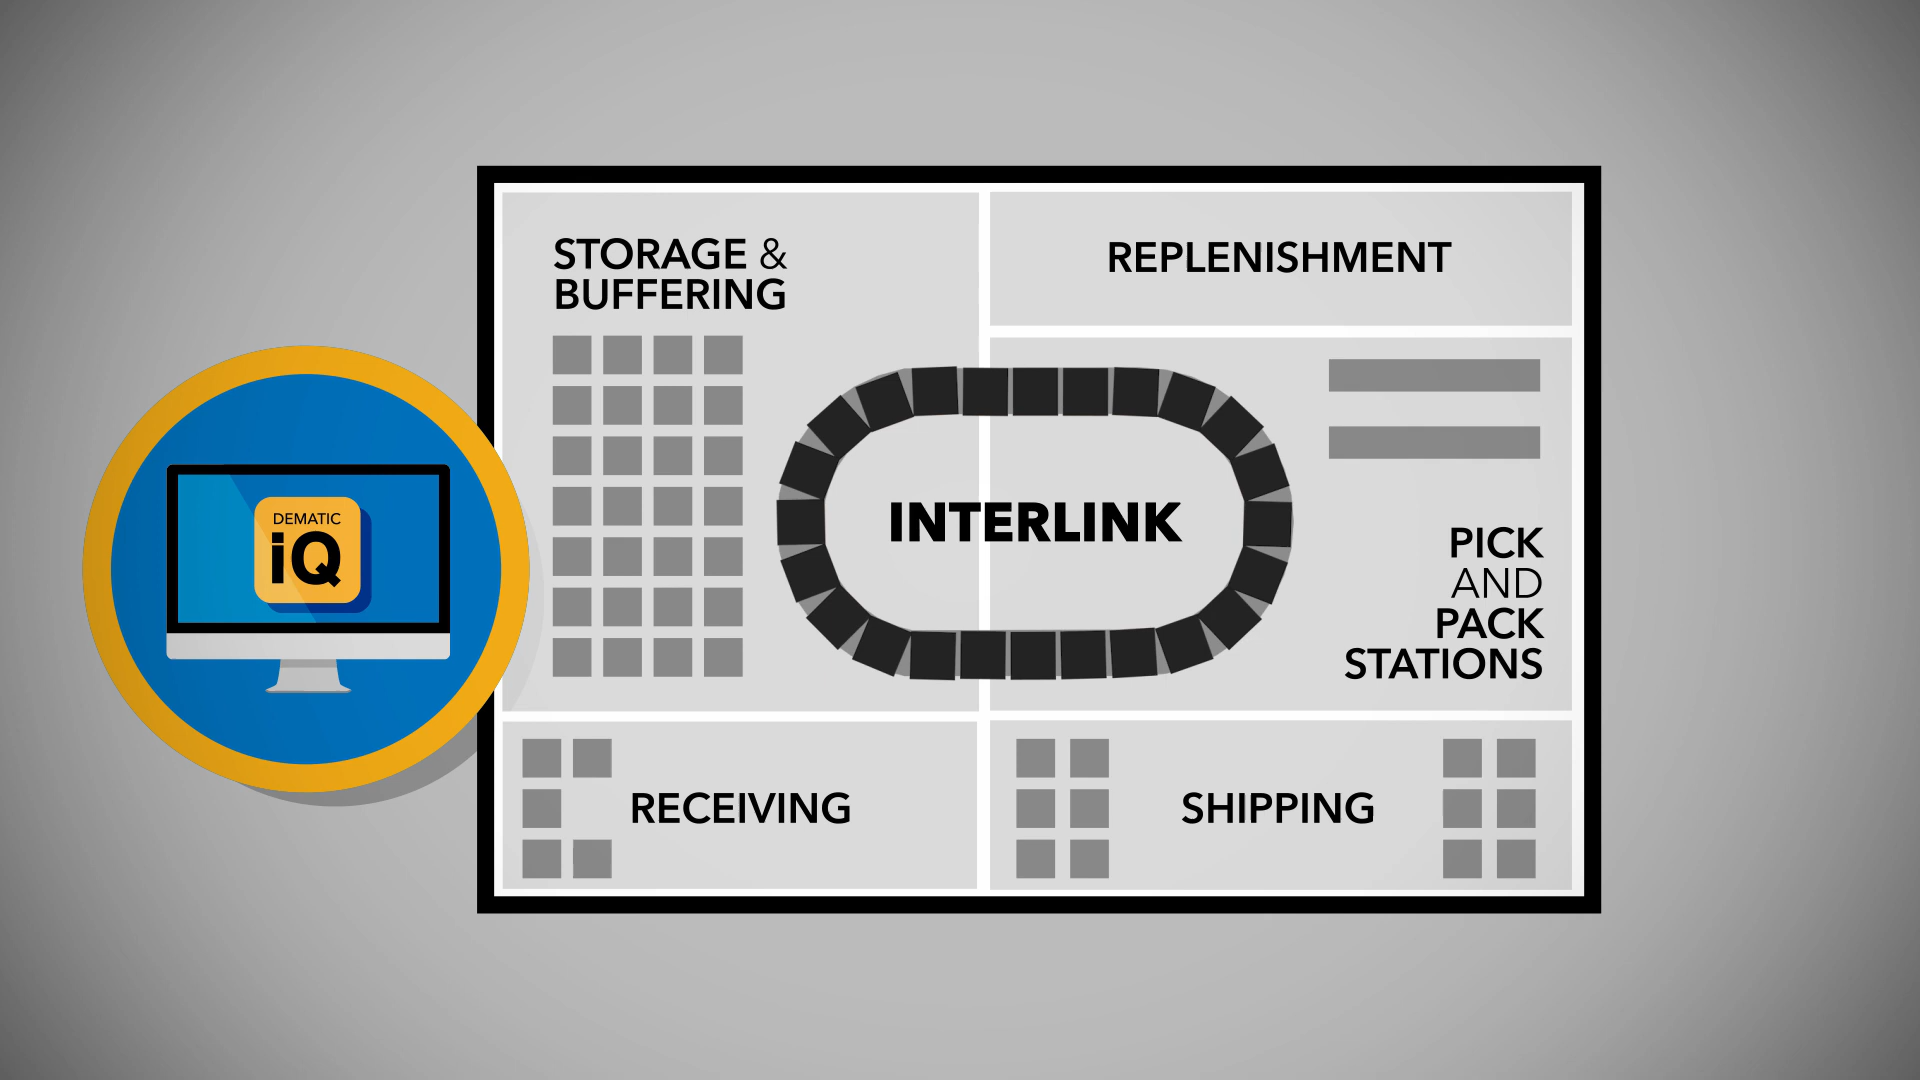 DEMATIC
iQ
STORAGE &
BUFFERING
REPLENISHMENT
INTERLINK
PICK
AND
PACK
STATIONS
RECEIVING
SHIPPING